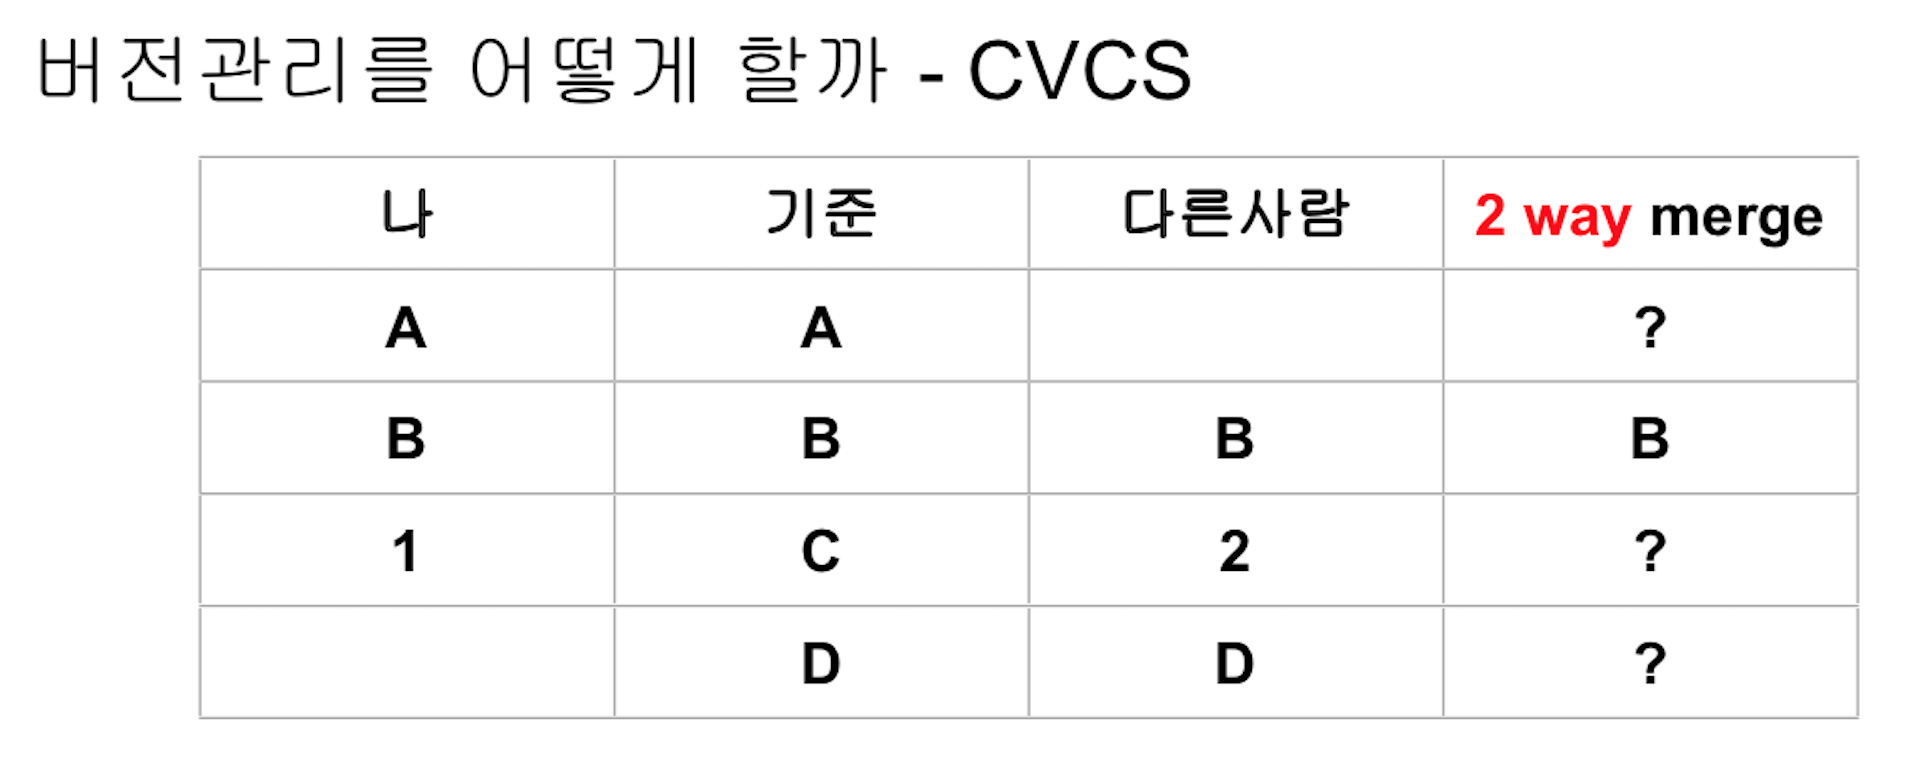 버전관리를 어떻게 할까 - CVCS
나 기준 다른사람 2 way merge
A A ?
B B B B
1 C 2 ?
D D ?